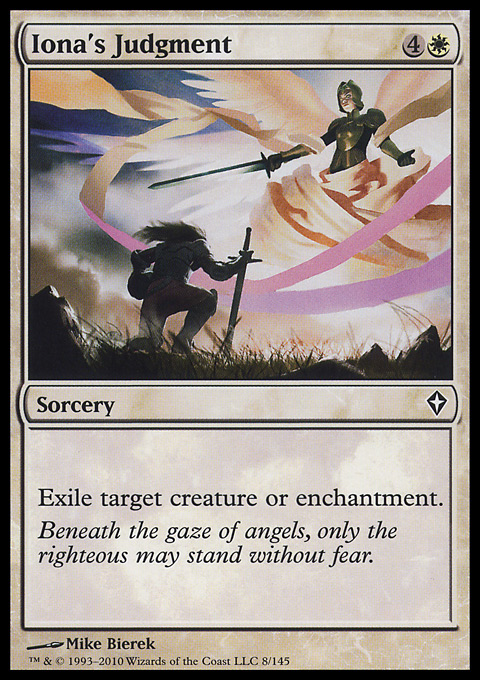 Iona's Judgment 4
Sorcery
Exile target creature or enchantment.
Beneath the gaze of angels, only the
righteous may stand without fear.
Mike Bierek
™ & © 1993–2010 Wizards of the Coast LLC 8/145